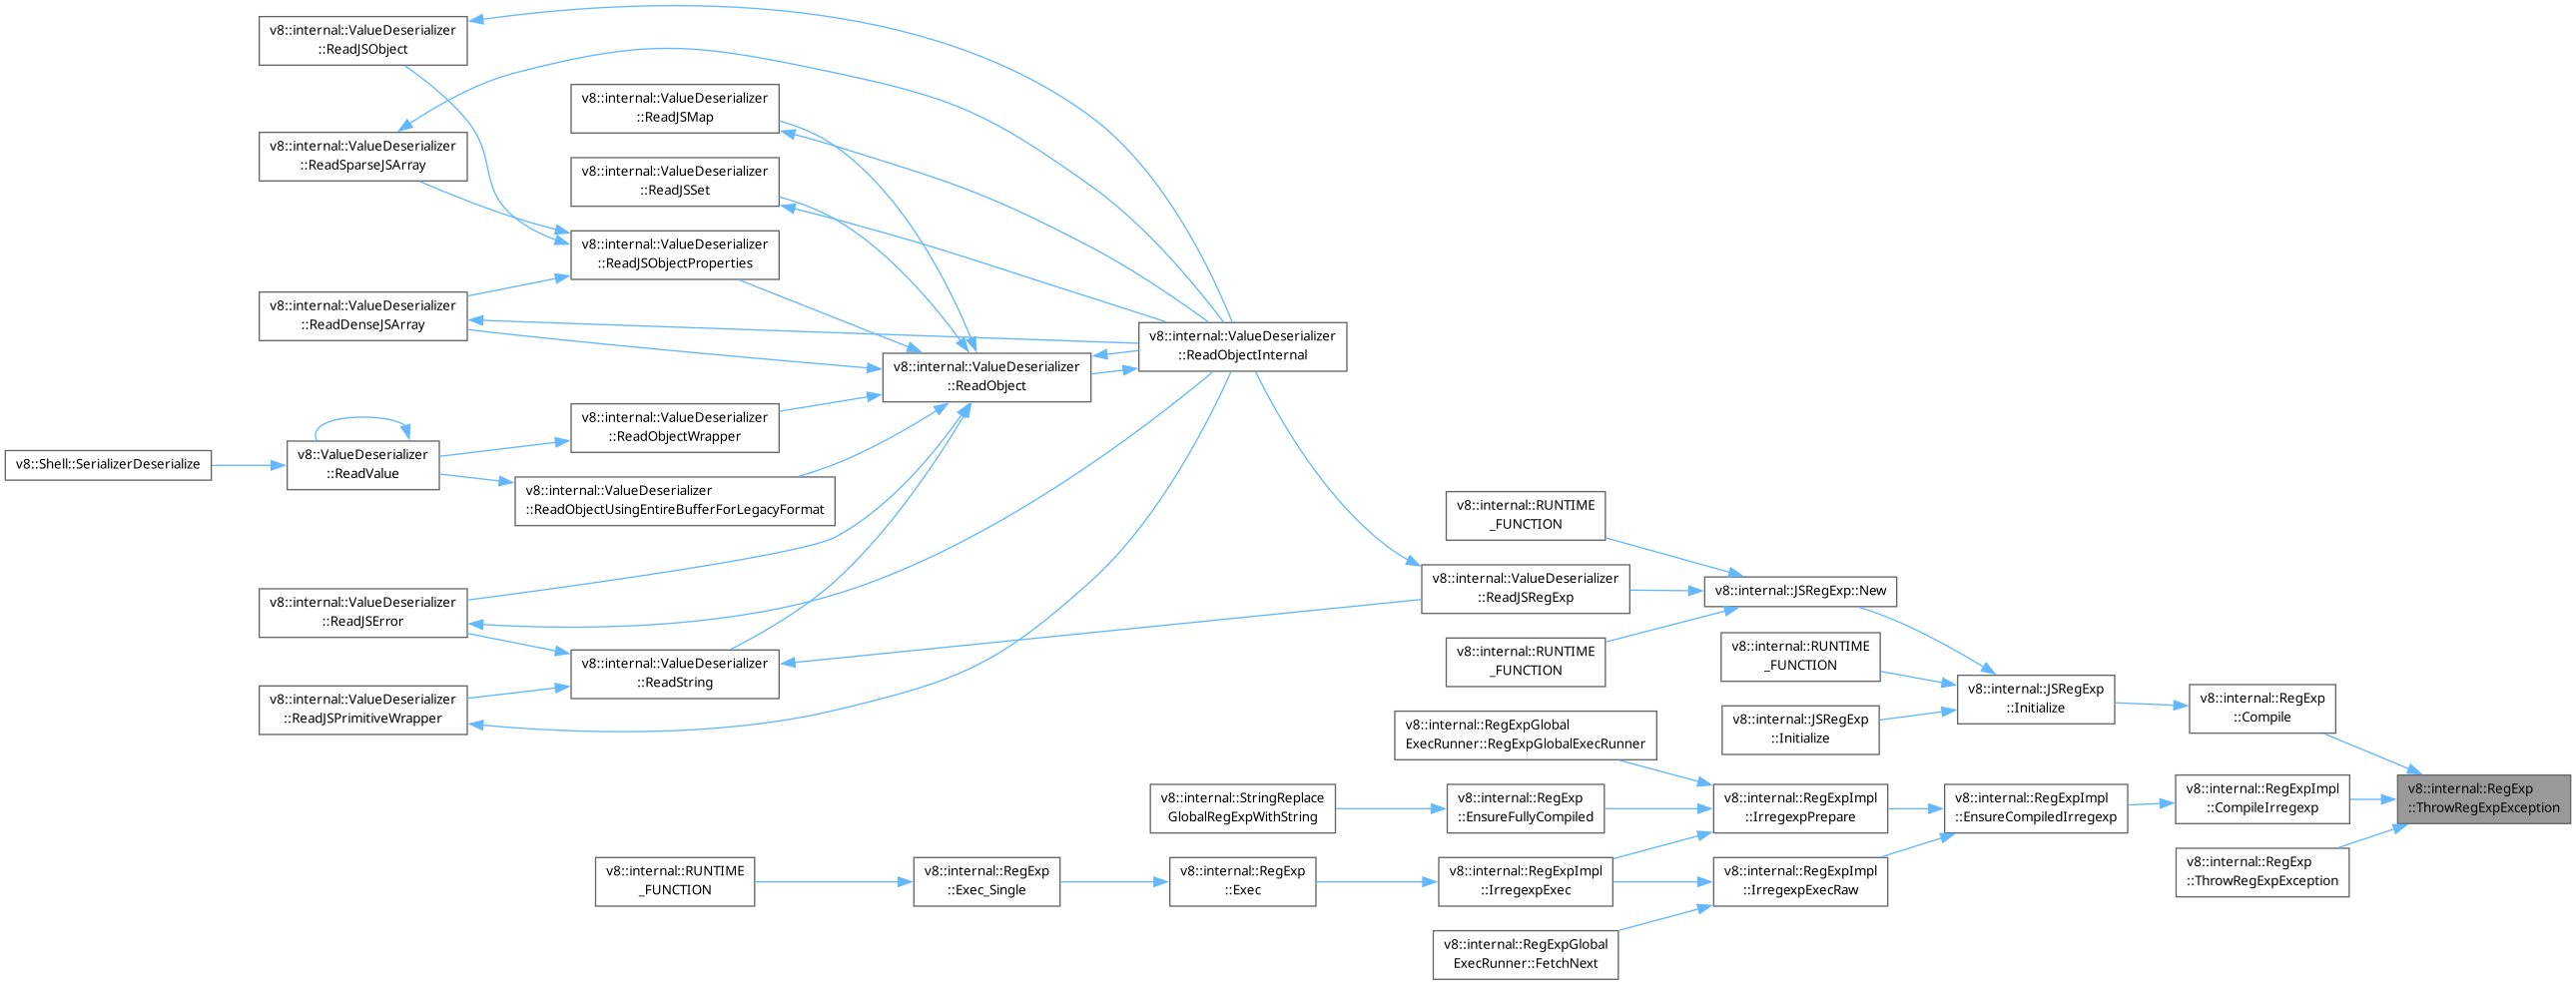 v8::internal::ValueDeserializer
::ReadJSObject
v8::internal::ValueDeserializer
::ReadJSMap
v8::internal::ValueDeserializer
::ReadSparseJSArray
v8::internal::ValueDeserializer
::ReadJSSet
v8::internal::ValueDeserializer
::ReadJSObjectProperties
v8::internal::ValueDeserializer
::ReadDenseJSArray
v8::internal::ValueDeserializer
::ReadObjectInternal
v8::internal::ValueDeserializer
::ReadObject
v8::internal::ValueDeserializer
::ReadObjectWrapper
v8::Shell::SerializerDeserialize
v8::ValueDeserializer
::ReadValue
v8::internal::ValueDeserializer
::ReadObjectUsingEntireBufferForLegacyFormat
v8::internal::RUNTIME
_FUNCTION
v8::internal::ValueDeserializer
::ReadJSRegExp
v8::internal::JSRegExp::New
v8::internal::ValueDeserializer
::ReadJSError
v8::internal::RUNTIME
_FUNCTION
v8::internal::RUNTIME
_FUNCTION
v8::internal::ValueDeserializer
::ReadString
v8::internal::JSRegExp
::Initialize
v8::internal::ValueDeserializer
::ReadJSPrimitiveWrapper
v8::internal::RegExp
::Compile
v8::internal::JSRegExp
::Initialize
v8::internal::RegExpGlobal
ExecRunner::RegExpGlobalExecRunner
v8::internal::StringReplace
GlobalRegExpWithString
v8::internal::RegExp
::EnsureFullyCompiled
v8::internal::RegExpImpl
::IrregexpPrepare
v8::internal::RegExpImpl
::EnsureCompiledIrregexp
v8::internal::RegExpImpl
::CompileIrregexp
v8::internal::RegExp
::ThrowRegExpException
v8::internal::RUNTIME
_FUNCTION
v8::internal::RegExp
::Exec_Single
v8::internal::RegExp
::Exec
v8::internal::RegExpImpl
::IrregexpExec
v8::internal::RegExpImpl
::IrregexpExecRaw
v8::internal::RegExp
::ThrowRegExpException
v8::internal::RegExpGlobal
ExecRunner::FetchNext